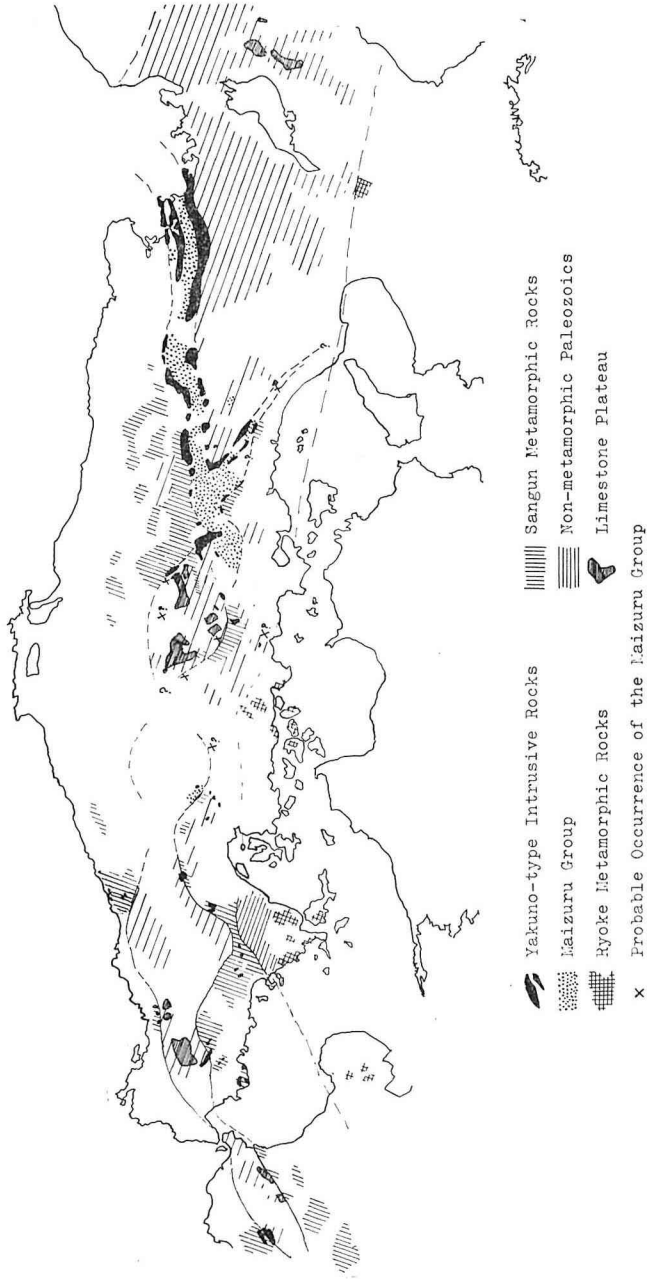 Yakuno-type Intrusive Rocks
Maizuru Group
Ryoke Metamorphic Rocks
x Probable Occurrence of the Maizuru Group
Sangun Metamorphic Rocks
Non-metamorphic Paleozoics
Limestone Plateau
x?
?
x
x?
x?
?